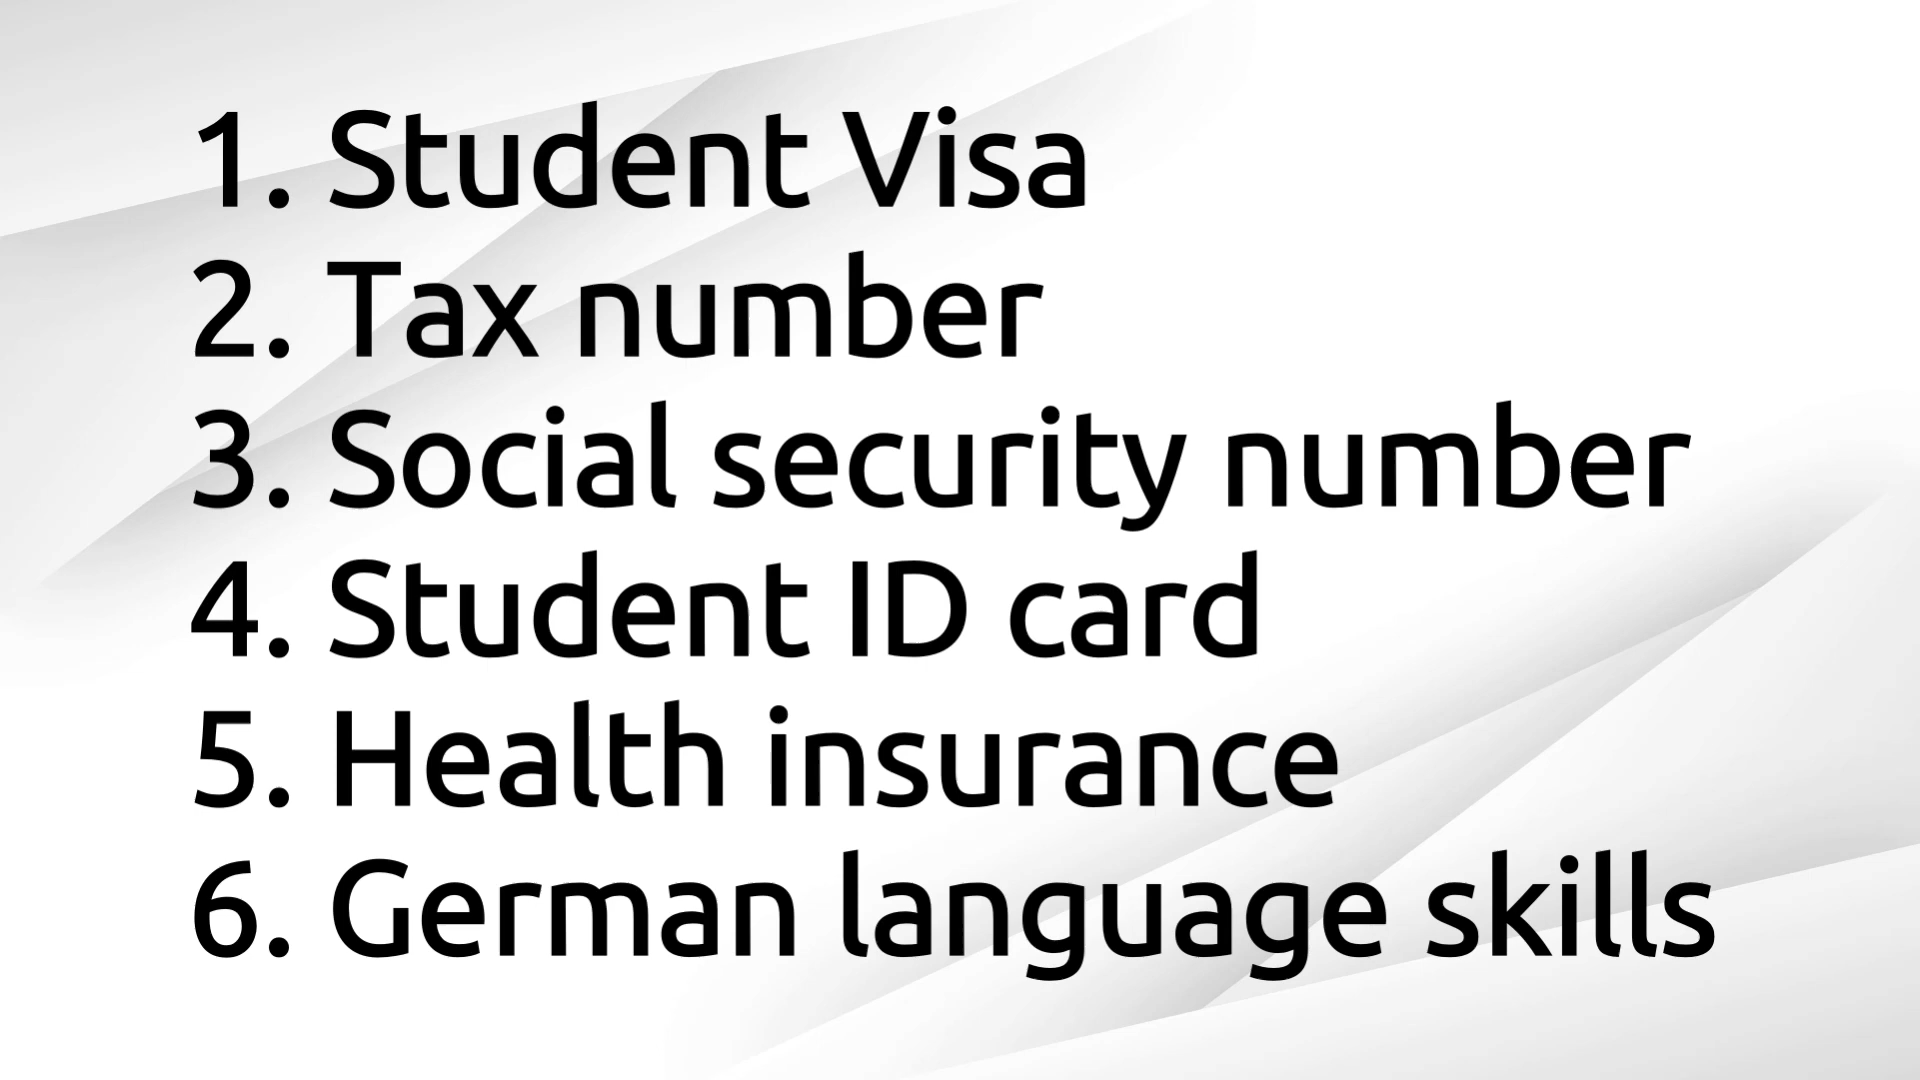 1. Student Visa
2. Tax number
3. Social security number
4. Student ID card
5. Health insurance
6. German language skills